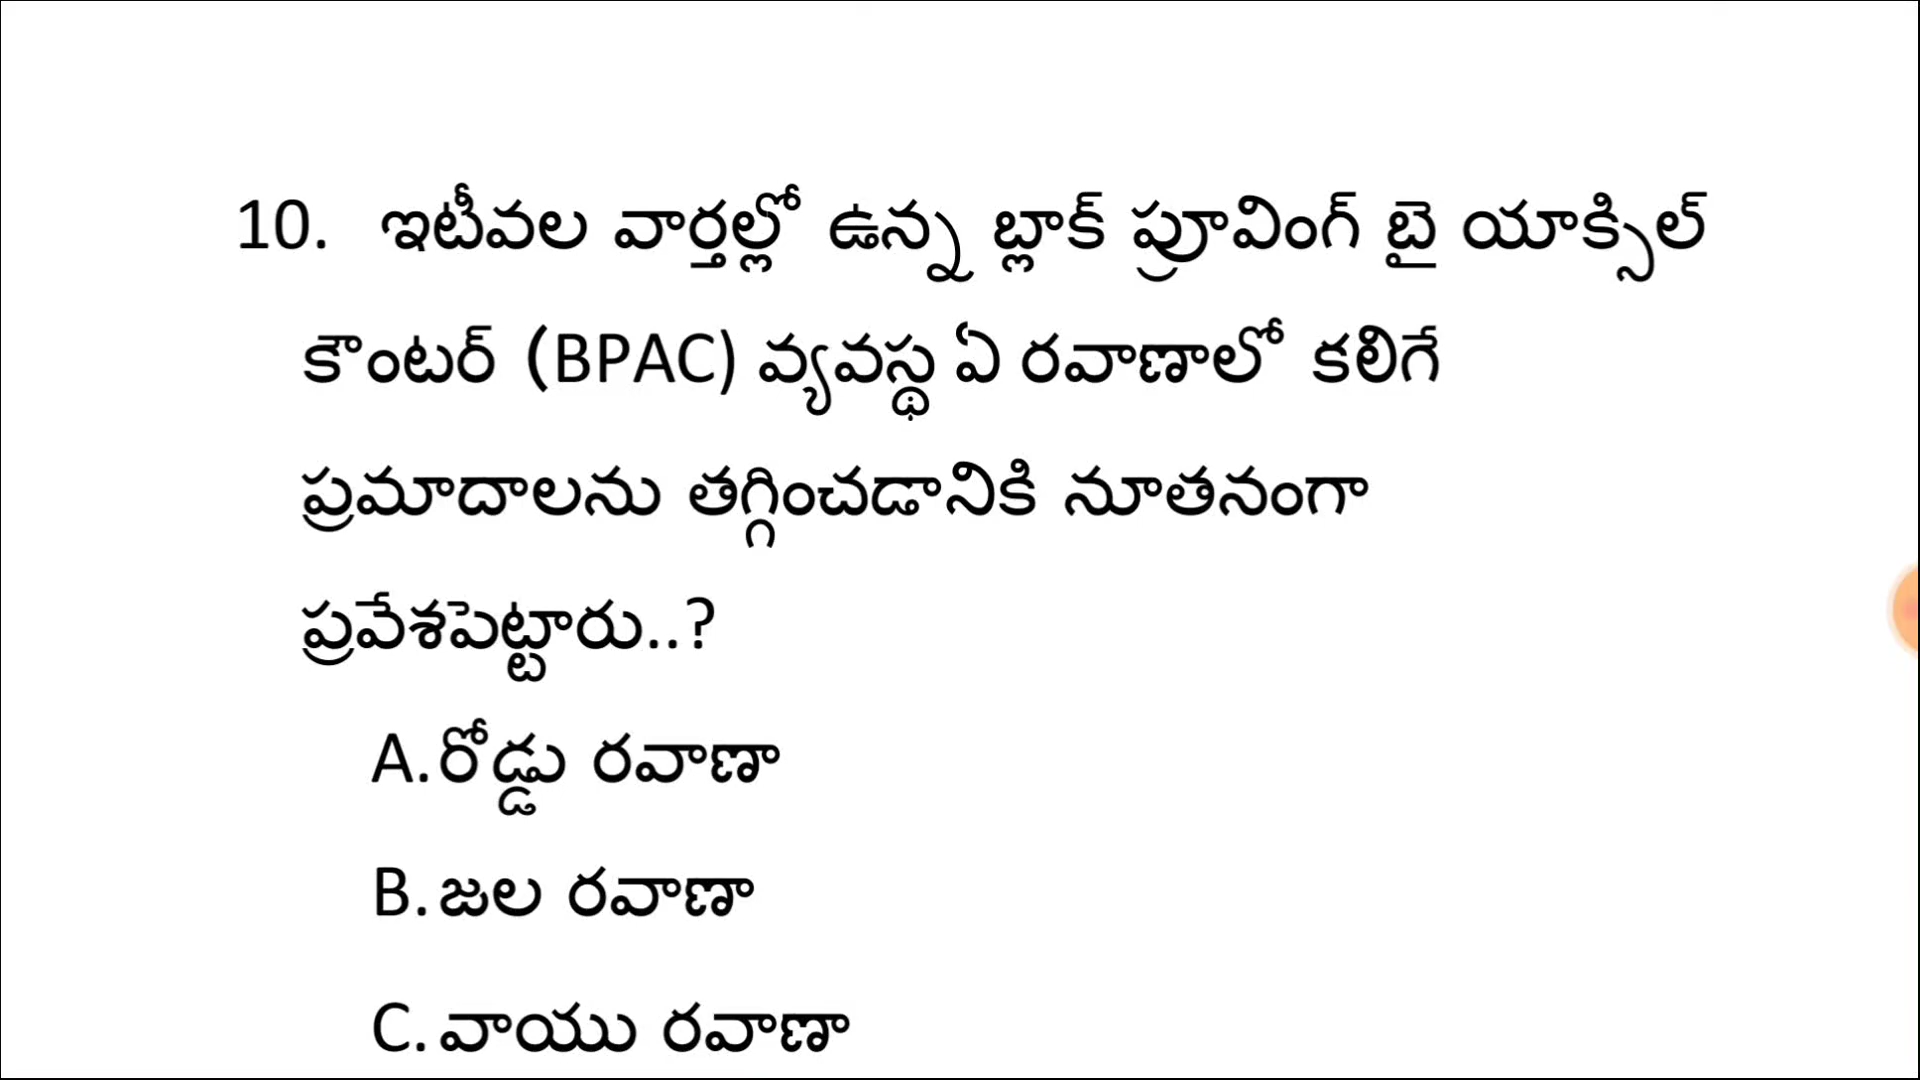 10. ఇటీవల వార్తల్లో ఉన్న బ్లాక్ ప్రూవింగ్ బై యాక్సిల్
కౌంటర్ (BPAC) వ్యవస్థ ఏ రవాణాలో కలిగే
ప్రమాదాలను తగ్గించడానికి నూతనంగా
ప్రవేశపెట్టారు..?
A. రోడ్డు రవాణా
B. జల రవాణా
C. వాయు రవాణా